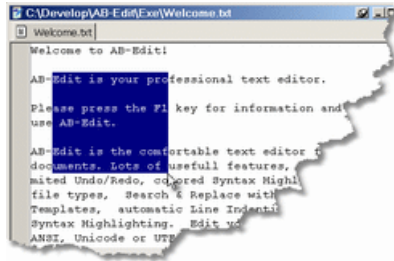 C:\Develop\AB-Edit\Exe\Welcome.txt
Welcome.txt
Welcome to AB-Edit!
AB-Edit is your professional text editor.
Please press the F1 key for information and
use AB-Edit.
AB-Edit is the comfortable text editor
documents. Lots of usefull features,
mited Undo/Redo, colored Syntax Highl
file types, Search & Replace with
Templates, automatic Line Indenti
Syntax Highlighting. Edit yo
ANSI, Unicode or UTF